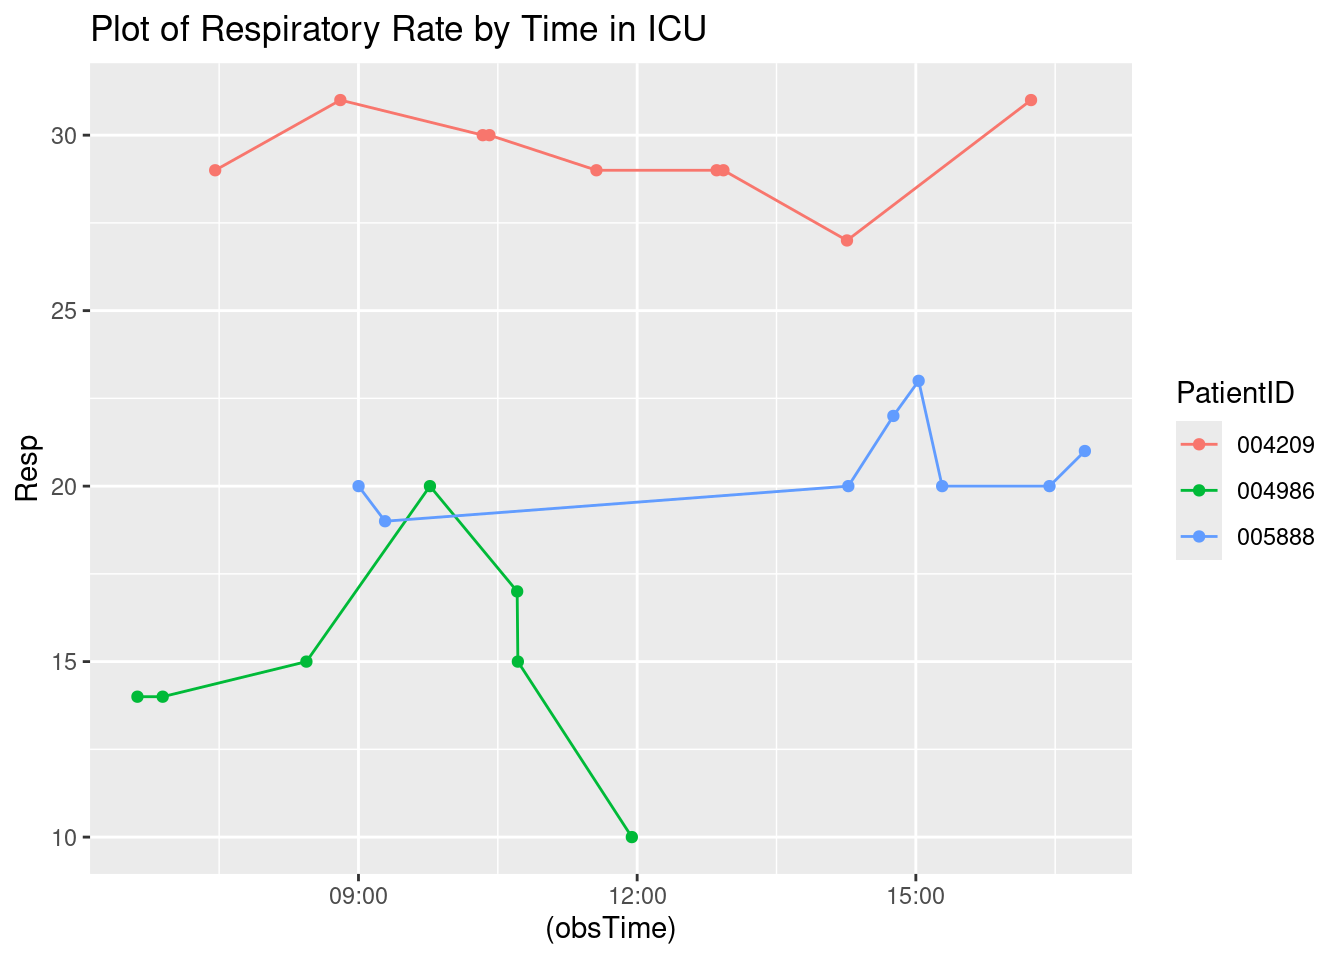 Plot of Respiratory Rate by Time in ICU
30
25
20
15
10
Resp
09:00 12:00 15:00
(obsTime)
PatientID
004209
004986
005888